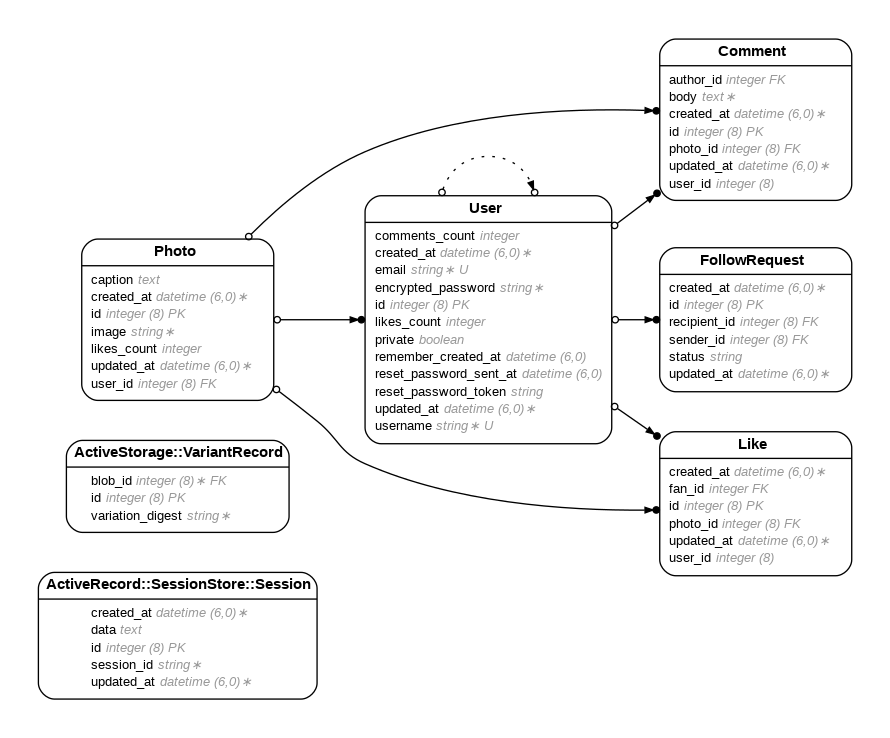 Comment
author_id integer FK
body text∗
created_at datetime (6,0)∗
id integer (8) PK
photo_id integer (8) FK
updated_at datetime (6,0)∗
user_id integer (8)
User
comments_count integer
created_at datetime (6,0)∗
email string∗ U
encrypted_password string∗
id integer (8) PK
likes_count integer
private boolean
remember_created_at datetime (6,0)
reset_password_sent_at datetime (6,0)
reset_password_token string
updated_at datetime (6,0)∗
username string∗ U
Photo
caption text
created_at datetime (6,0)∗
id integer (8) PK
image string∗
likes_count integer
updated_at datetime (6,0)∗
user_id integer (8) FK
FollowRequest
created_at datetime (6,0)∗
id integer (8) PK
recipient_id integer (8) FK
sender_id integer (8) FK
status string
updated_at datetime (6,0)∗
Like
created_at datetime (6,0)∗
fan_id integer FK
id integer (8) PK
photo_id integer (8) FK
updated_at datetime (6,0)∗
user_id integer (8)
ActiveStorage::VariantRecord
blob_id integer (8)∗ FK
id integer (8) PK
variation_digest string∗
ActiveRecord::SessionStore::Session
created_at datetime (6,0)∗
data text
id integer (8) PK
session_id string∗
updated_at datetime (6,0)∗